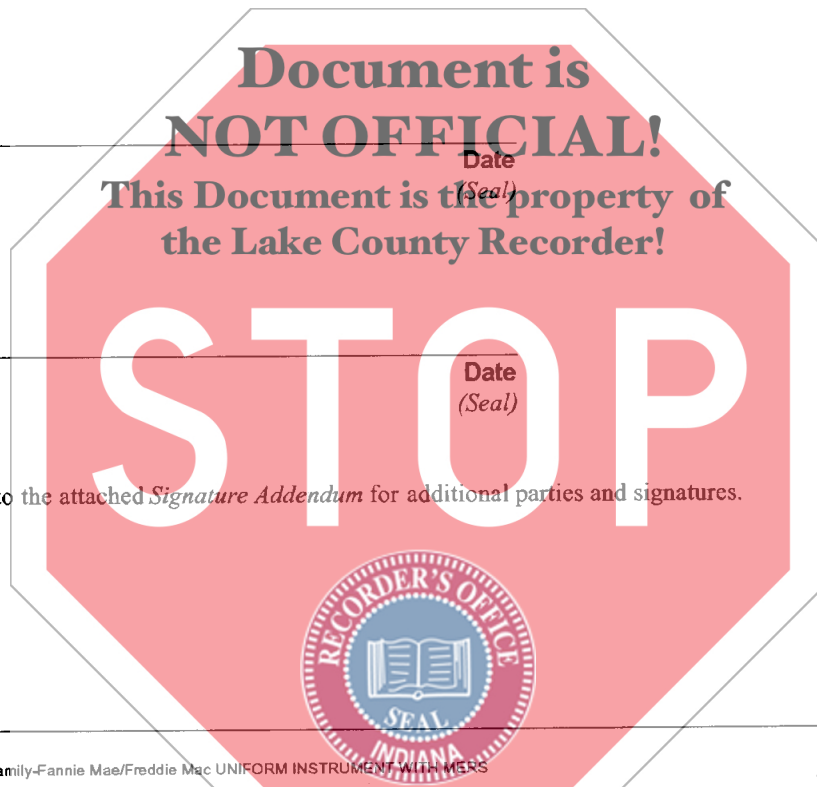 Document is
NOT OFFICIAL!
Date
(Seal)
This Document is the property of
the Lake County Recorder!
STOP
Date
(Seal)
the attached Signature Addendum for additional parties and signatures.
RECORDER'S OFFICE
SEAL
INDIANA
Fannie Mae/Freddie Mac UNIFORM INSTRUMENT WITH MERS